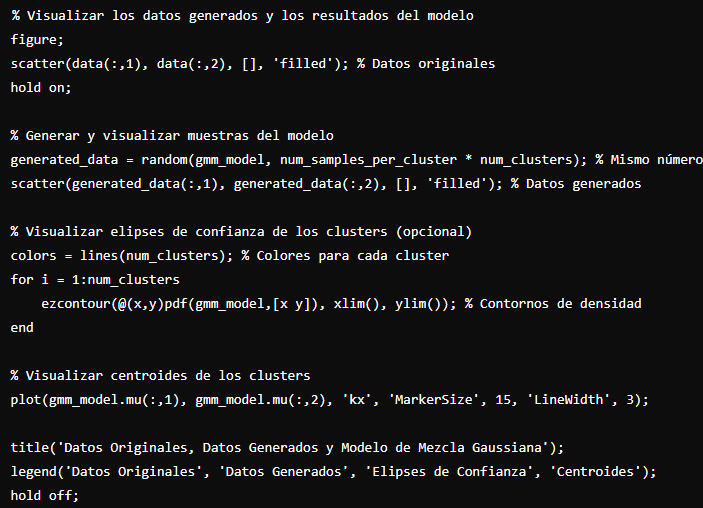 % Visualizar los datos generados y los resultados del modelo
figure;
scatter(data(:,1), data(:,2), [], 'filled'); % Datos originales
hold on;
% Generar y visualizar muestras del modelo
generated_data = random(gmm_model, num_samples_per_cluster * num_clusters); % Mismo número
scatter(generated_data(:,1), generated_data(:,2), [], 'filled'); % Datos generados
% Visualizar elipses de confianza de los clusters (opcional)
colors = lines(num_clusters); % Colores para cada cluster
for i = 1:num_clusters
    ezcontour(@(x,y)pdf(gmm_model,[x y]), xlim(), ylim()); % Contornos de densidad
end
% Visualizar centroides de los clusters
plot(gmm_model.mu(:,1), gmm_model.mu(:,2), 'kx', 'MarkerSize', 15, 'LineWidth', 3);
title('Datos Originales, Datos Generados y Modelo de Mezcla Gaussiana');
legend('Datos Originales', 'Datos Generados', 'Elipses de Confianza', 'Centroides');
hold off;